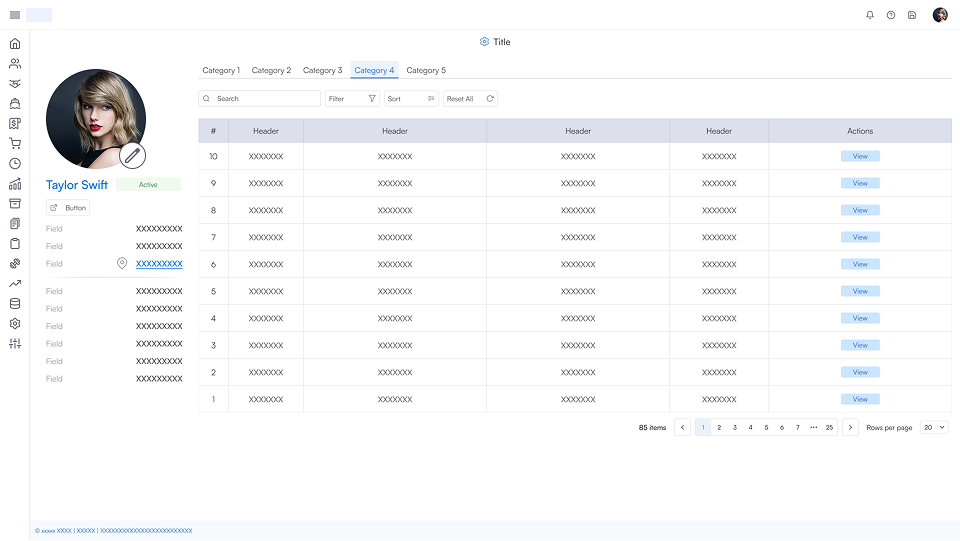 Title
Category 1 Category 2 Category 3 Category 4 Category 5
Search Filter Sort Reset All
Taylor Swift Active
Button
Field XXXXXXXXX
Field XXXXXXXXX
Field XXXXXXXXX
Field XXXXXXXXX
Field XXXXXXXXX
Field XXXXXXXXX
Field XXXXXXXXX
Field XXXXXXXXX
Field XXXXXXXXX
# Header Header Header Header Actions
10 XXXXXXX XXXXXXX XXXXXXX XXXXXXX View
9 XXXXXXX XXXXXXX XXXXXXX XXXXXXX View
8 XXXXXXX XXXXXXX XXXXXXX XXXXXXX View
7 XXXXXXX XXXXXXX XXXXXXX XXXXXXX View
6 XXXXXXX XXXXXXX XXXXXXX XXXXXXX View
5 XXXXXXX XXXXXXX XXXXXXX XXXXXXX View
4 XXXXXXX XXXXXXX XXXXXXX XXXXXXX View
3 XXXXXXX XXXXXXX XXXXXXX XXXXXXX View
2 XXXXXXX XXXXXXX XXXXXXX XXXXXXX View
1 XXXXXXX XXXXXXX XXXXXXX XXXXXXX View
85 items 1 2 3 4 5 6 7 ••• 25 Rows per page 20
© xxxxx XXXX | XXXXX | XXXXXXXXXXXXXXXXXXXXXXXXX